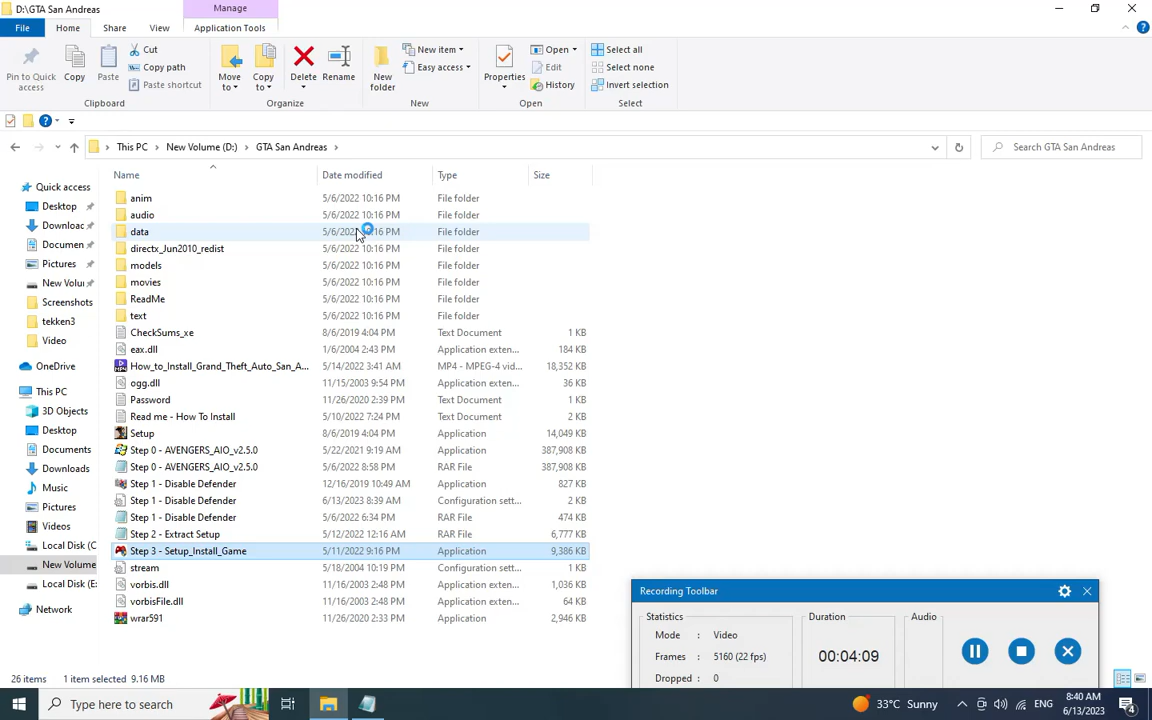 D:\GTA San Andreas
Manage
File
Home
Share
View
Application Tools
Pin to Quick access
Copy
Paste
Cut
Copy path
Paste shortcut
Clipboard
Move to
Copy to
Delete
Rename
Organize
New folder
New item
Easy access
New
Properties
Open
Edit
History
Open
Select all
Select none
Invert selection
Select
This PC > New Volume (D:) > GTA San Andreas >
Search GTA San Andreas
Name Date modified Type Size
Quick access
Desktop
Downloac
Documen
Pictures
New Volu
Screenshots
tekken3
Video
OneDrive
This PC
3D Objects
Desktop
Documents
Downloads
Music
Pictures
Videos
Local Disk (C
New Volume
Local Disk (E
Network
anim 5/6/2022 10:16 PM File folder
audio 5/6/2022 10:16 PM File folder
data 5/6/202 16 PM File folder
directx_Jun2010_redist 5/6/2022 10:16 PM File folder
models 5/6/2022 10:16 PM File folder
movies 5/6/2022 10:16 PM File folder
ReadMe 5/6/2022 10:16 PM File folder
text 5/6/2022 10:16 PM File folder
CheckSums_xe 8/6/2019 4:04 PM Text Document 1 KB
eax.dll 1/6/2004 2:43 PM Application exten... 184 KB
How_to_Install_Grand_Theft_Auto_San_A... 5/14/2022 3:41 AM MP4 - MPEG-4 vid... 18,352 KB
ogg.dll 11/15/2003 9:54 PM Application exten... 36 KB
Password 11/26/2020 2:39 PM Text Document 1 KB
Read me - How To Install 5/10/2022 7:24 PM Text Document 2 KB
Setup 8/6/2019 4:04 PM Application 14,049 KB
Step 0 - AVENGERS_AIO_v2.5.0 5/22/2021 9:19 AM Application 387,908 KB
Step 0 - AVENGERS_AIO_v2.5.0 5/6/2022 8:58 PM RAR File 387,908 KB
Step 1 - Disable Defender 12/16/2019 10:49 AM Application 827 KB
Step 1 - Disable Defender 6/13/2023 8:39 AM Configuration sett... 2 KB
Step 1 - Disable Defender 5/6/2022 6:34 PM RAR File 474 KB
Step 2 - Extract Setup 5/12/2022 12:16 AM RAR File 6,777 KB
Step 3 - Setup_Install_Game 5/11/2022 9:16 PM Application 9,386 KB
stream 5/18/2004 10:19 PM Configuration sett... 1 KB
vorbis.dll 11/16/2003 2:48 PM Application exten... 1,036 KB
vorbisFile.dll 11/16/2003 2:48 PM Application exten... 64 KB
wrar591 11/26/2020 2:33 PM Application 2,946 KB
Recording Toolbar
Statistics
Mode : Video
Frames : 5160 (22 fps)
Dropped : 0
Duration
00:04:09
Audio
26 items 1 item selected 9.16 MB
Type here to search
33°C Sunny
ENG
8:40 AM
6/13/2023
4